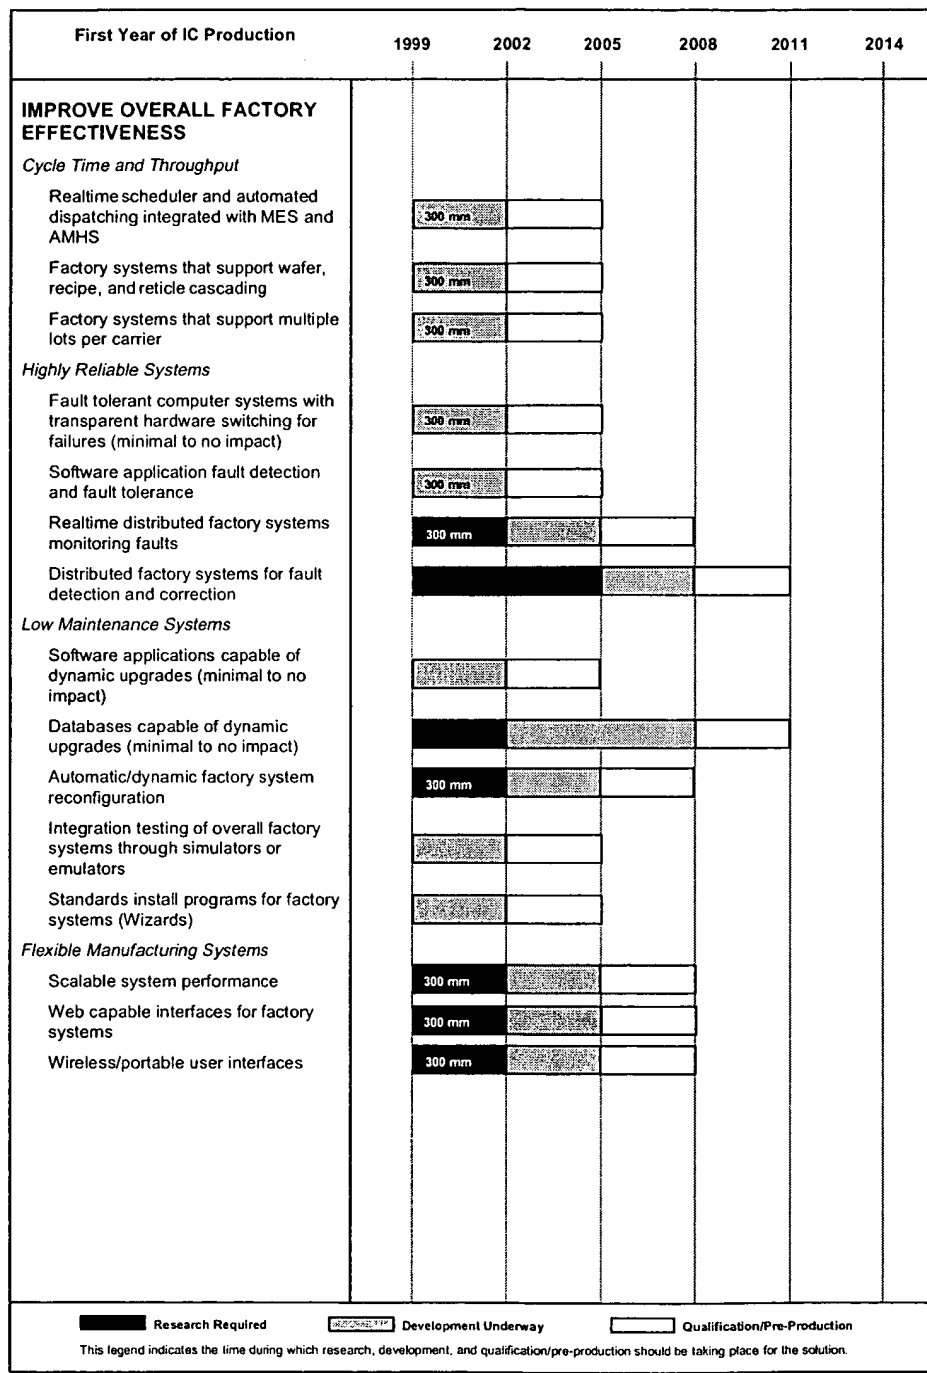 First Year of IC Production
1999 2002 2005 2008 2011 2014
IMPROVE OVERALL FACTORY
EFFECTIVENESS
Cycle Time and Throughput
Realtime scheduler and automated
dispatching integrated with MES and
AMHS
300 mm
Factory systems that support wafer,
recipe, and reticle cascading
300 mm
Factory systems that support multiple
lots per carrier
300 mm
Highly Reliable Systems
Fault tolerant computer systems with
transparent hardware switching for
failures (minimal to no impact)
300 mm
Software application fault detection
and fault tolerance
300 mm
Realtime distributed factory systems
monitoring faults
300 mm
Distributed factory systems for fault
detection and correction
Low Maintenance Systems
Software applications capable of
dynamic upgrades (minimal to no
impact)
Databases capable of dynamic
upgrades (minimal to no impact)
Automatic/dynamic factory system
reconfiguration
300 mm
Integration testing of overall factory
systems through simulators or
emulators
Standards install programs for factory
systems (Wizards)
Flexible Manufacturing Systems
Scalable system performance
300 mm
Web capable interfaces for factory
systems
300 mm
Wireless/portable user interfaces
300 mm
Research Required
Development Underway
Qualification/Pre-Production
This legend indicates the time during which research, development, and qualification/pre-production should be taking place for the solution.